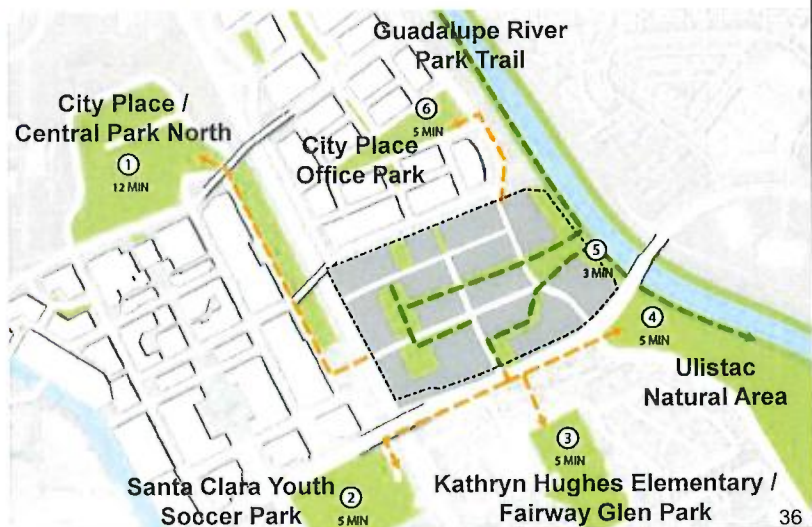 Guadalupe River
Park Trail
City Place /
Central Park North
1
12 MIN
6
5 MIN
City Place
Office Park
5
3 MIN
4
5 MIN
Ulistac
Natural Area
3
5 MIN
Kathryn Hughes Elementary /
Fairway Glen Park
Santa Clara Youth
Soccer Park
2
5 MIN
36